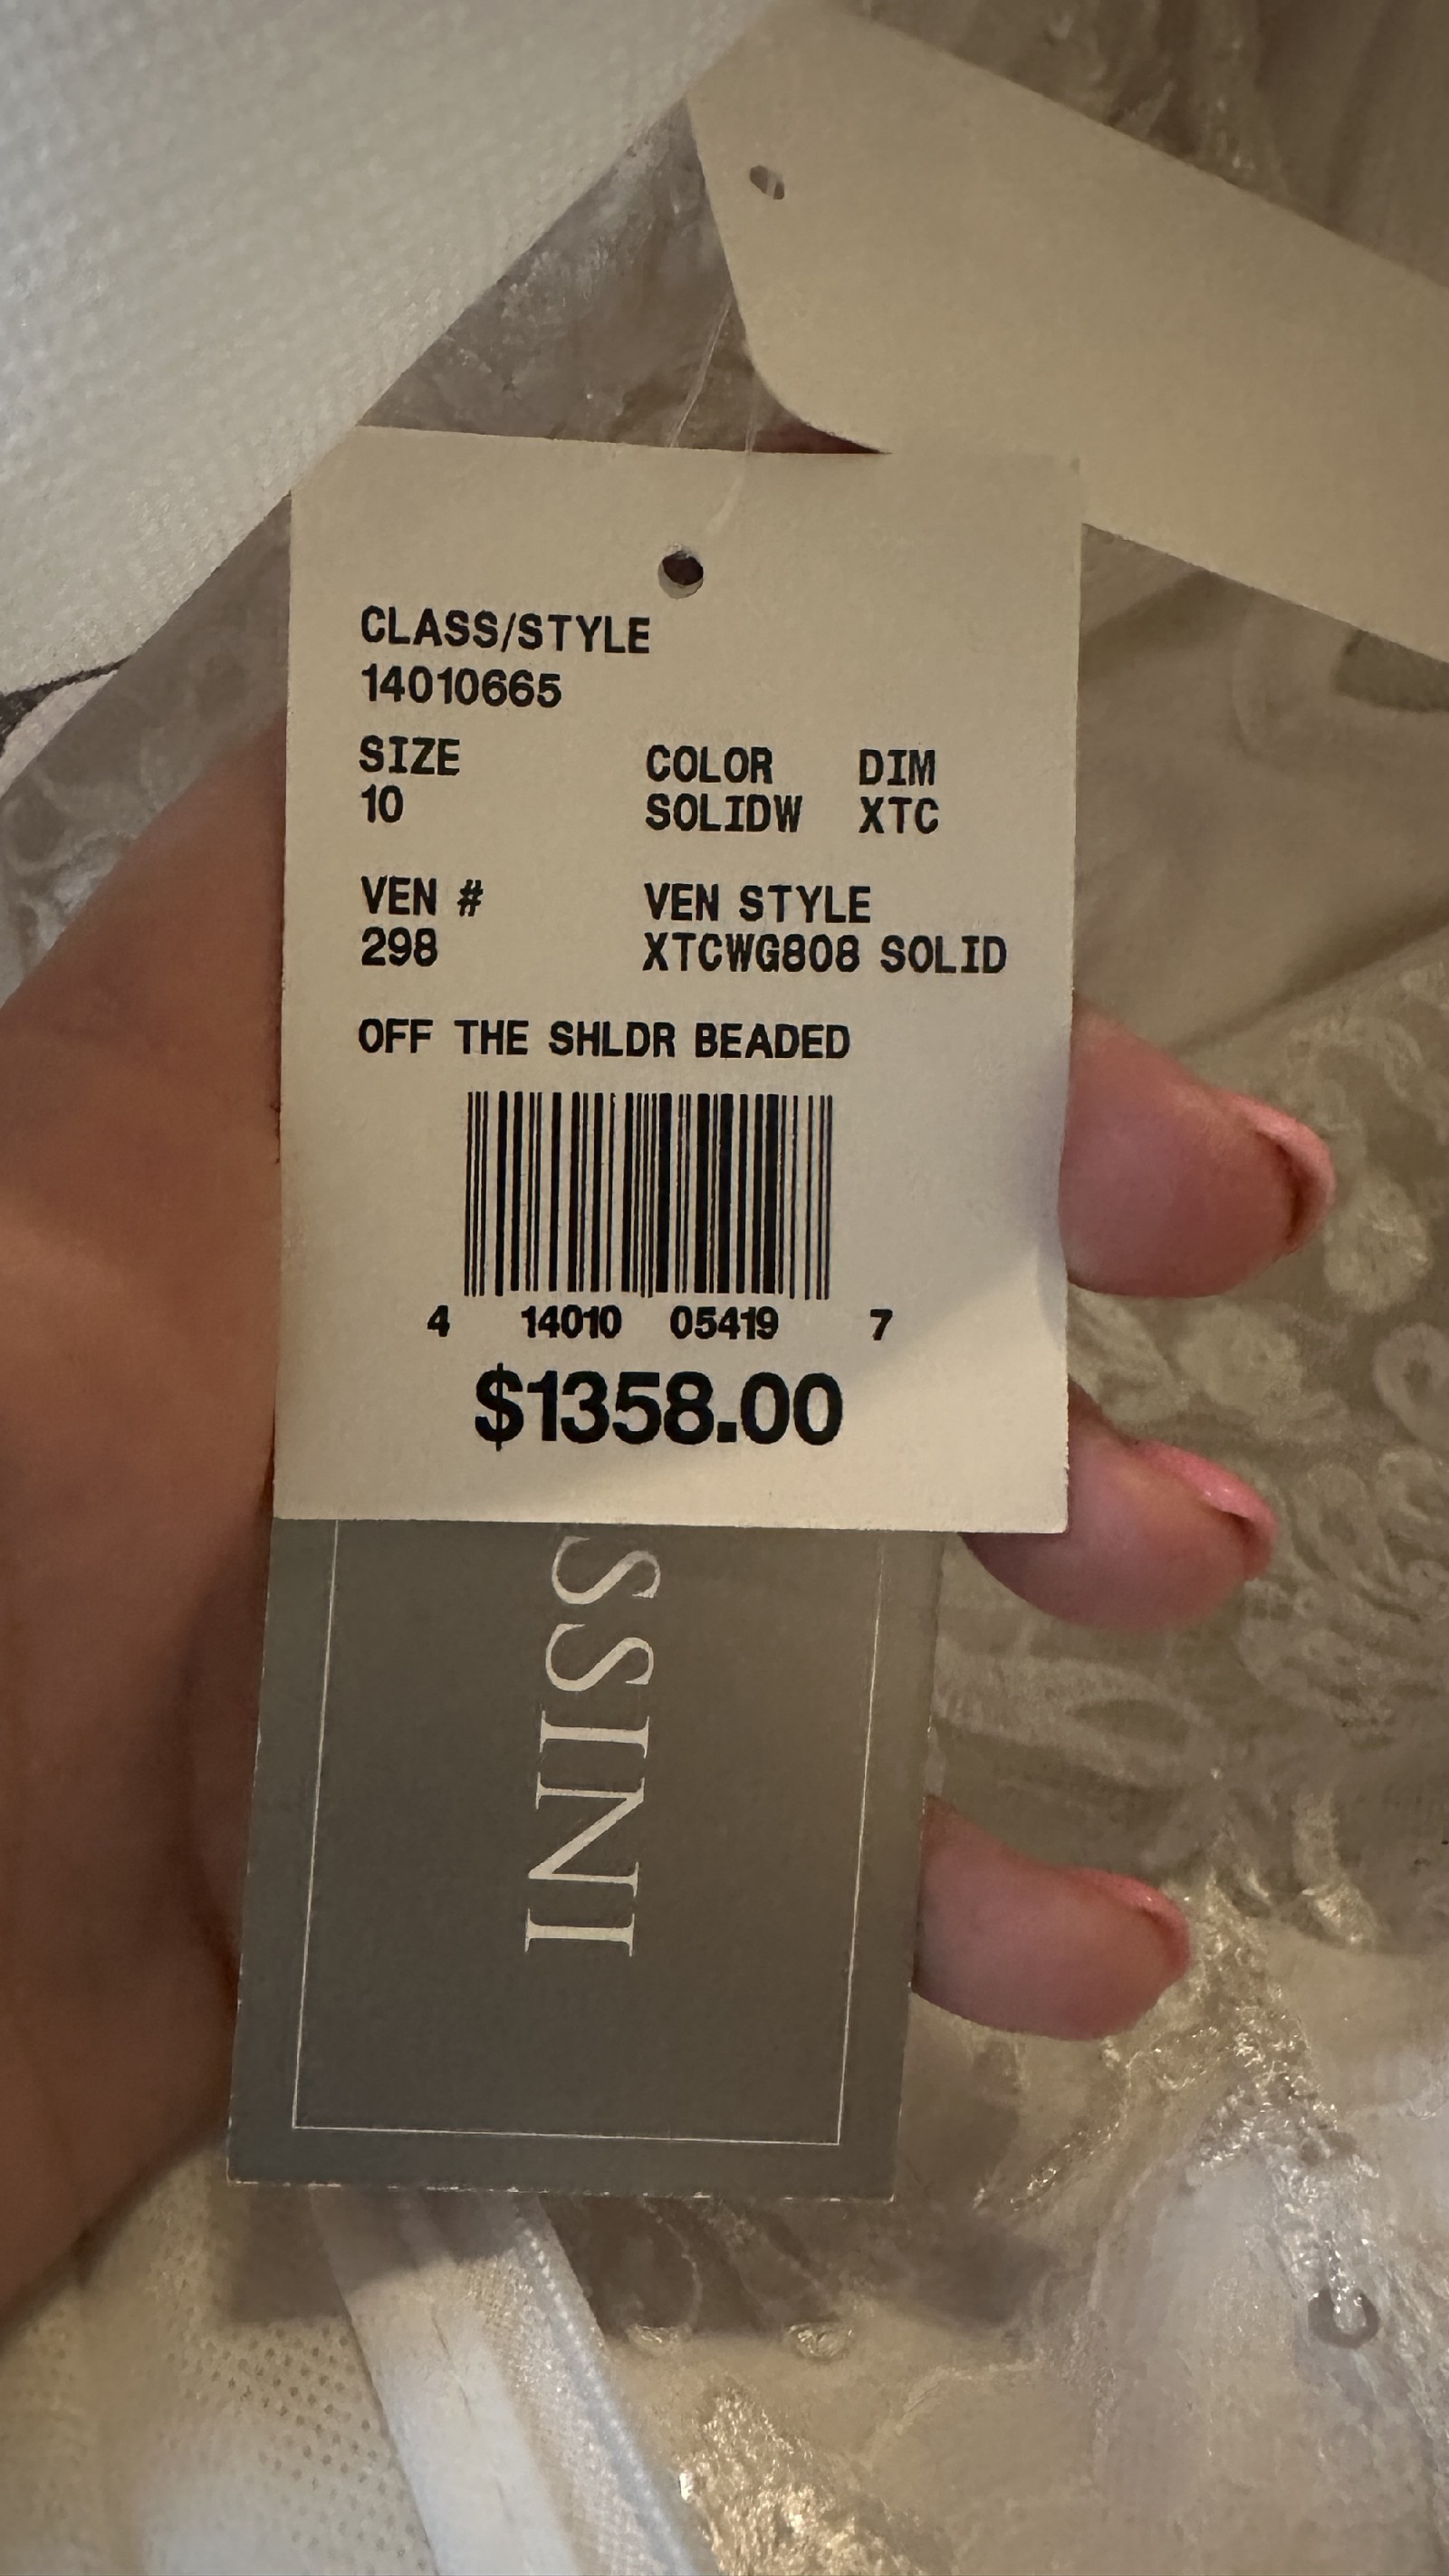 CLASS/STYLE
14010665
SIZE COLOR DIM
10 SOLIDW XTC
VEN # VEN STYLE
298 XTCWG808 SOLID
OFF THE SHLDR BEADED
4 14010 05419 7
$1358.00
SSINI